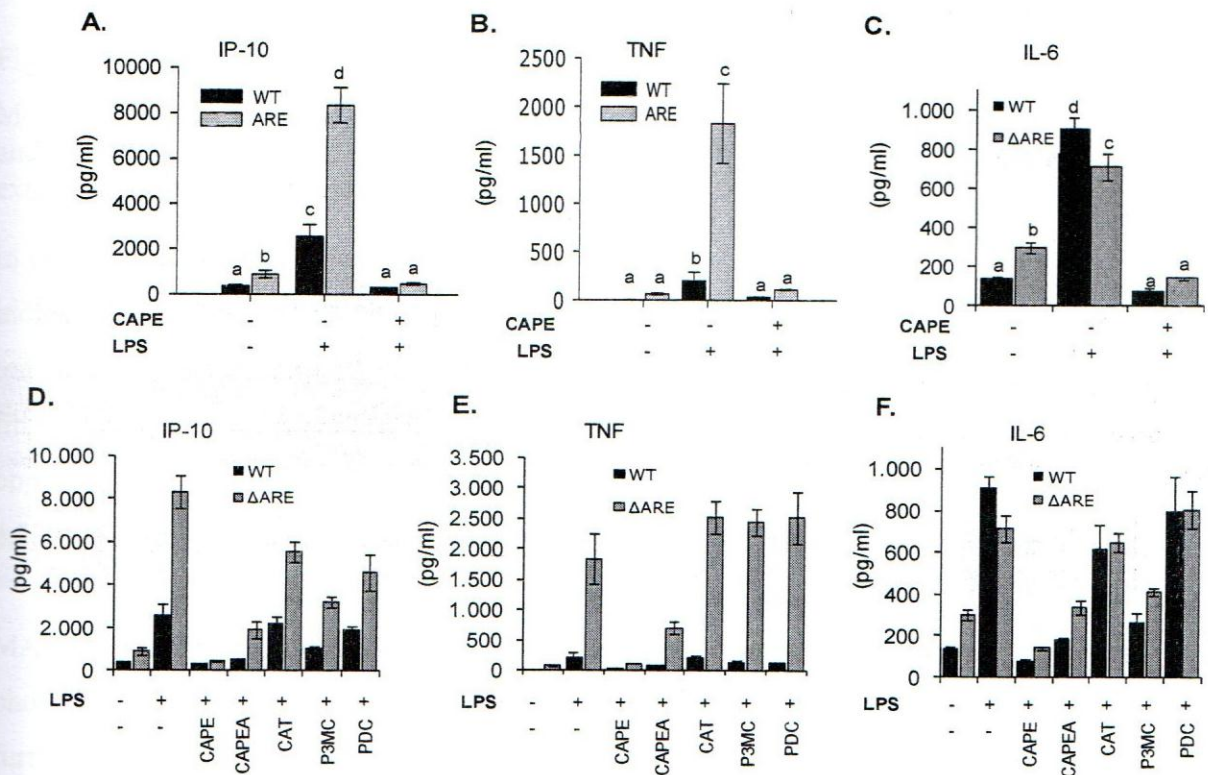 A.
IP-10
10000
8000
6000
4000
2000
0
(pg/ml)
WT
ARE
a
b
c
d
a
a
CAPE - - +
LPS - + +
B.
TNF
2500
2000
1500
1000
500
0
(pg/ml)
WT
ARE
a
a
b
c
a
a
- - +
LPS - + +
C.
IL-6
1.000
800
600
400
200
0
(pg/ml)
WT
ΔARE
a
b
d
c
a
a
CAPE - - +
LPS - + +
D.
IP-10
10.000
8.000
6.000
4.000
2.000
0
(pg/ml)
WT
ΔARE
LPS - + + + + + +
- - CAPE CAPEA CAT P3MC PDC
E.
TNF
3.500
3.000
2.500
2.000
1.500
1.000
500
0
(pg/ml)
WT
ΔARE
LPS - + + + + + +
- - CAPE CAPEA CAT P3MC PDC
F.
IL-6
1.000
800
600
400
200
0
(pg/ml)
WT
ΔARE
LPS - + + + + + +
- - CAPE CAPEA CAT P3MC PDC